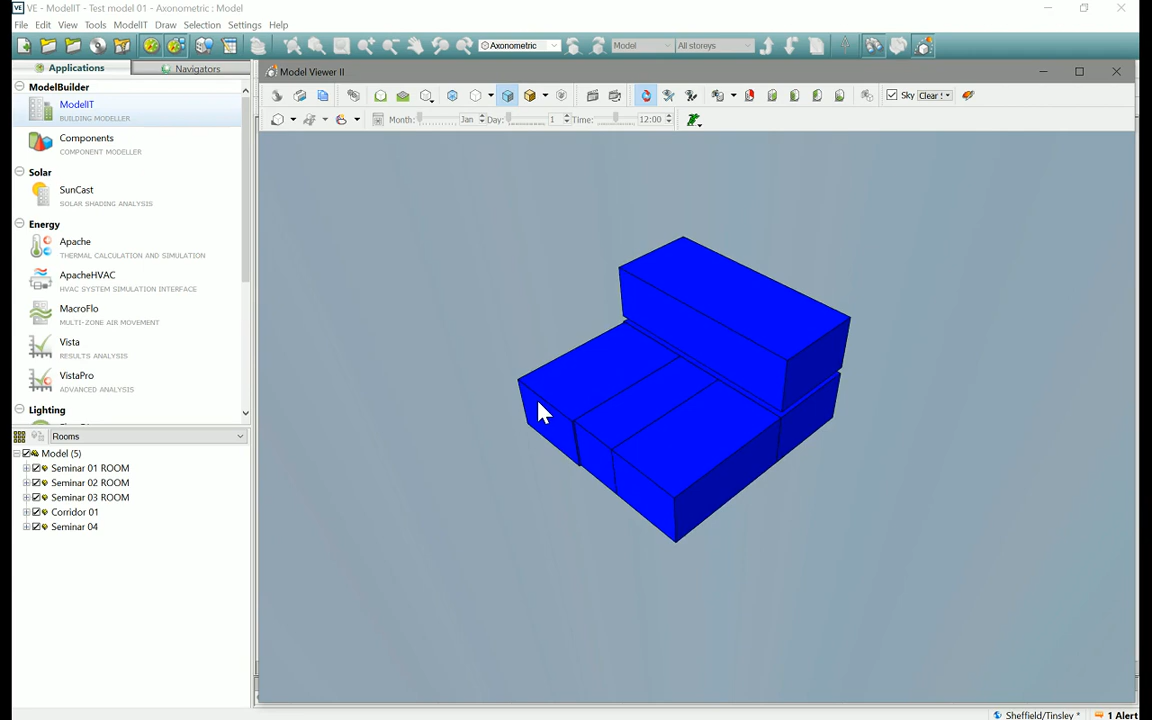 VE VE - ModelIT - Test model 01 - Axonometric : Model
File Edit View Tools ModelIT Draw Selection Settings Help
Axonometric Model All storeys
Applications Navigators
Model Viewer II
ModelBuilder
ModelIT
BUILDING MODELLER
Components
COMPONENT MODELLER
Solar
SunCast
SOLAR SHADING ANALYSIS
Energy
Apache
THERMAL CALCULATION AND SIMULATION
ApacheHVAC
HVAC SYSTEM SIMULATION INTERFACE
MacroFlo
MULTI-ZONE AIR MOVEMENT
Vista
RESULTS ANALYSIS
VistaPro
ADVANCED ANALYSIS
Lighting
Sky Clear
Month: Jan Day: 1 Time: 12:00
Rooms
Model (5)
Seminar 01 ROOM
Seminar 02 ROOM
Seminar 03 ROOM
Corridor 01
Seminar 04
Sheffield/Tinsley * 1 Alert